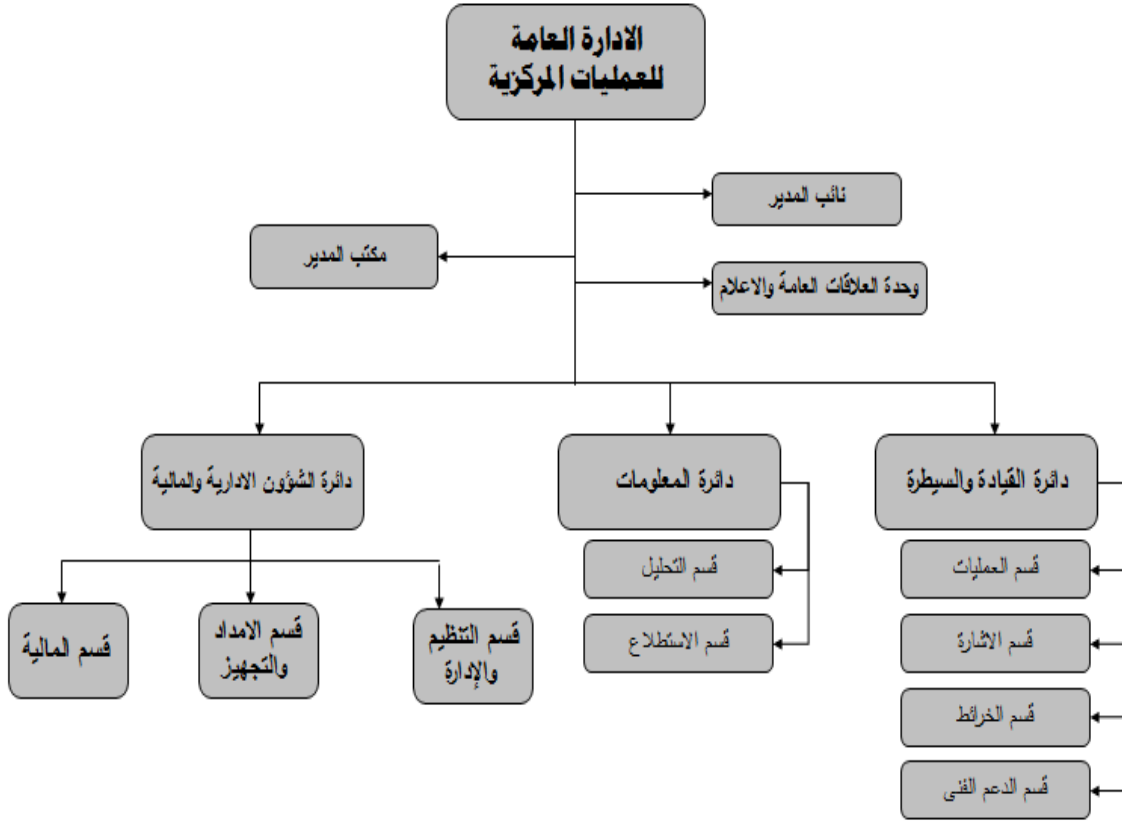 الادارة العامة
للعمليات المركزية
نائب المدير
مكتب المدير
وحدة العلاقات العامة والاعلام
دائرة القيادة والسيطرة
دائرة المعلومات
دائرة الشؤون الادارية والمالية
قسم العمليات
قسم الاشارة
قسم الخرائط
قسم الدعم الفنى
قسم التحليل
قسم الاستطلاع
قسم التنظيم
والإدارة
قسم الامداد
والتجهيز
قسم المالية